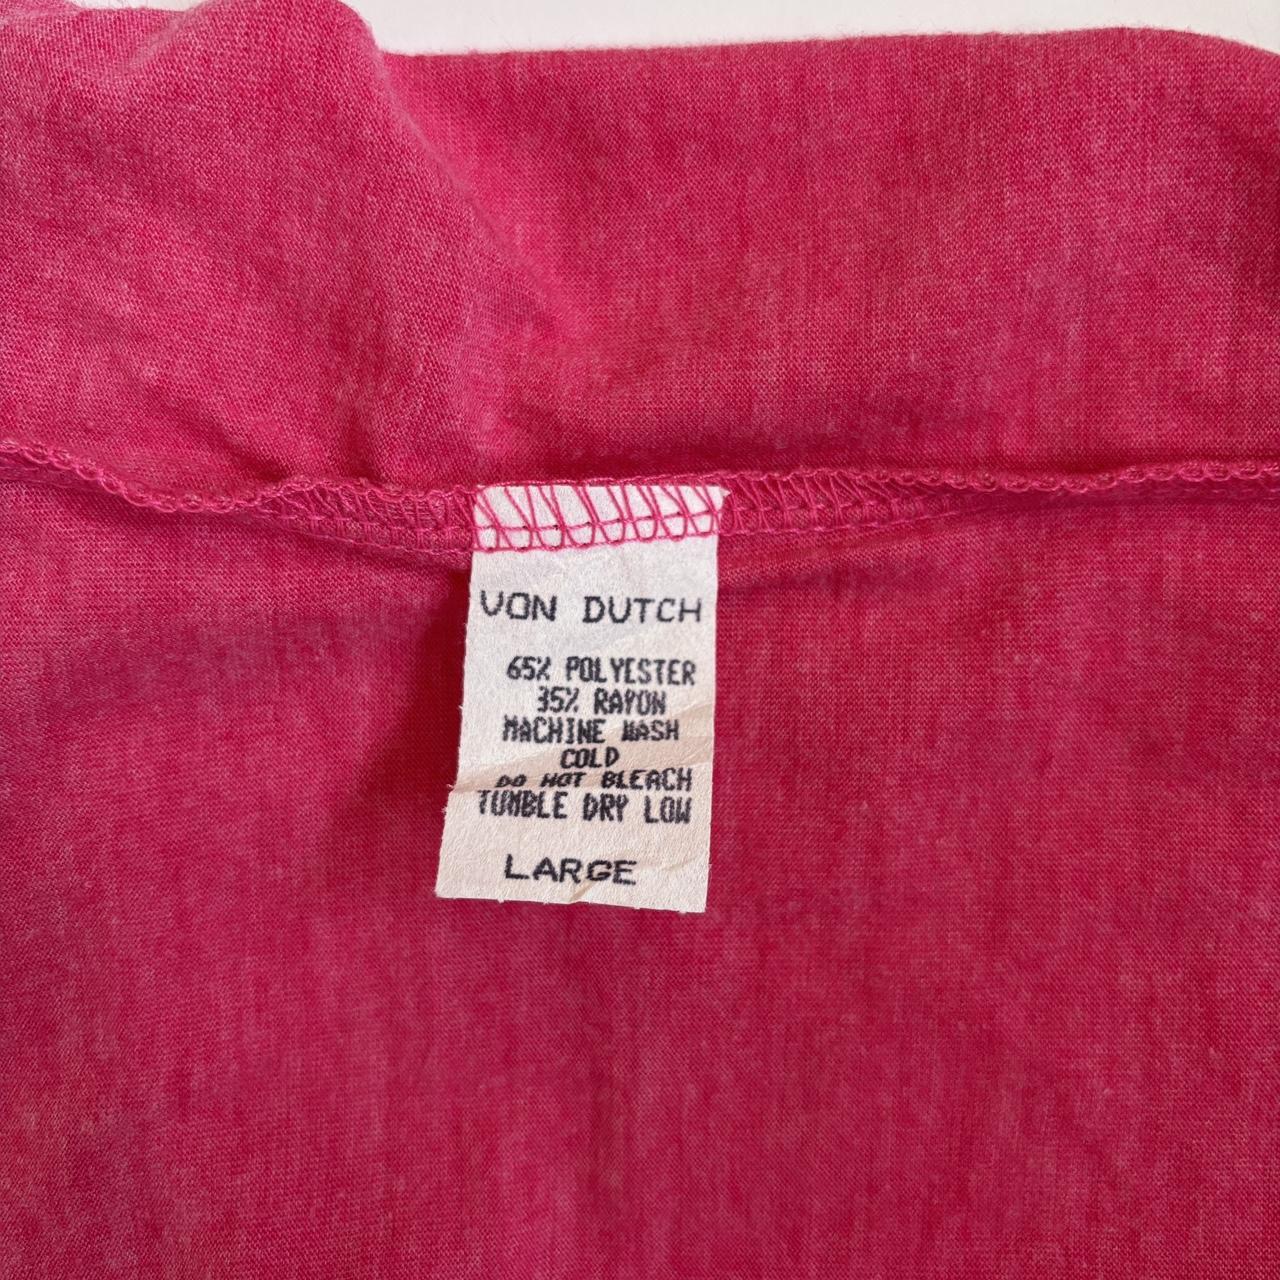 VON DUTCH
65% POLYESTER
35% RAYON
MACHINE WASH
COLD
DO NOT BLEACH
TUMBLE DRY LOW
LARGE